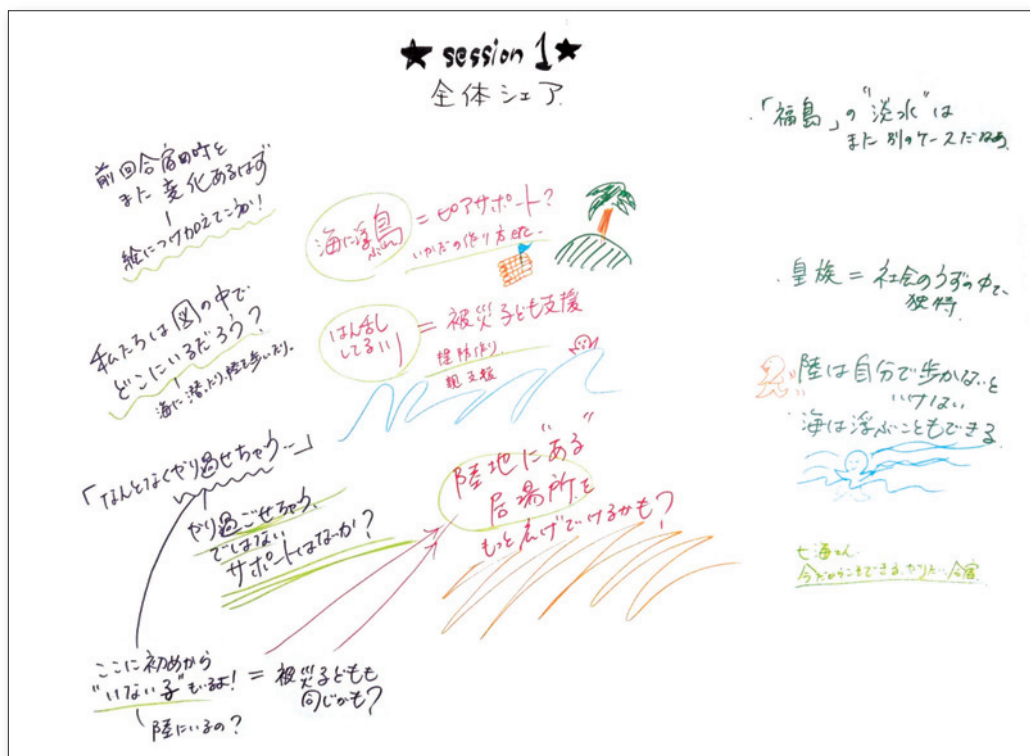 ★ session 1 ★
全体シェア
前回合宿の時と
また変化あるはず
絵につけかえてこうか!
私たちは図の中で
どこにいるだろう?
海に潜ったり、陸を歩いたり。
「なんとなくやり過せちゃう…」
やり過ごせちゃう、
ではない
サポートはなにか?
ここに初めから
"いない子"もいるよ!
陸にいるの?
= 被災子どもも
同じかも?
海に浮ぶ島
= ピアサポート?
いかだの作り方etc.
はん乱
してる川
= 被災子ども支援
堤防作り
親支援
陸地に"ある"
居場所を
もっと広げていけるかも?
・「福島」の"淡水"は
また別のケースだなあ。
・皇族 = 社会のうずの中で、
独特
陸は自分で歩かないと
いけない
海は浮ぶこともできる
七海さん
今だからこそできる、やりたい合宿